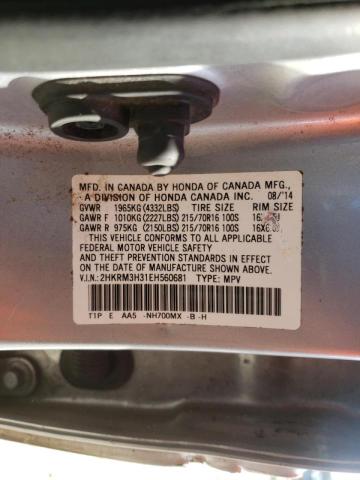 MFD. IN CANADA BY HONDA OF CANADA MFG.,
- A DIVISION OF HONDA CANADA INC. 08/'14
GVWR 1965KG (4332LBS) TIRE SIZE RIM SIZE
GAWR F 1010KG (2227LBS) 215/70R16 100S
GAWR R 975KG (2150LBS) 215/70R16 100S
THIS VEHICLE CONFORMS TO ALL APPLICABLE
FEDERAL MOTOR VEHICLE SAFETY AND
THEFT PREVENTION STANDARDS IN EFFECT ON
THE DATE OF MANUFACTURE SHOWN ABOVE.
V.I.N.: 2HKRM3H31EH560681 TYPE: MPV
T1P E AA5 -NH700MX -B -H